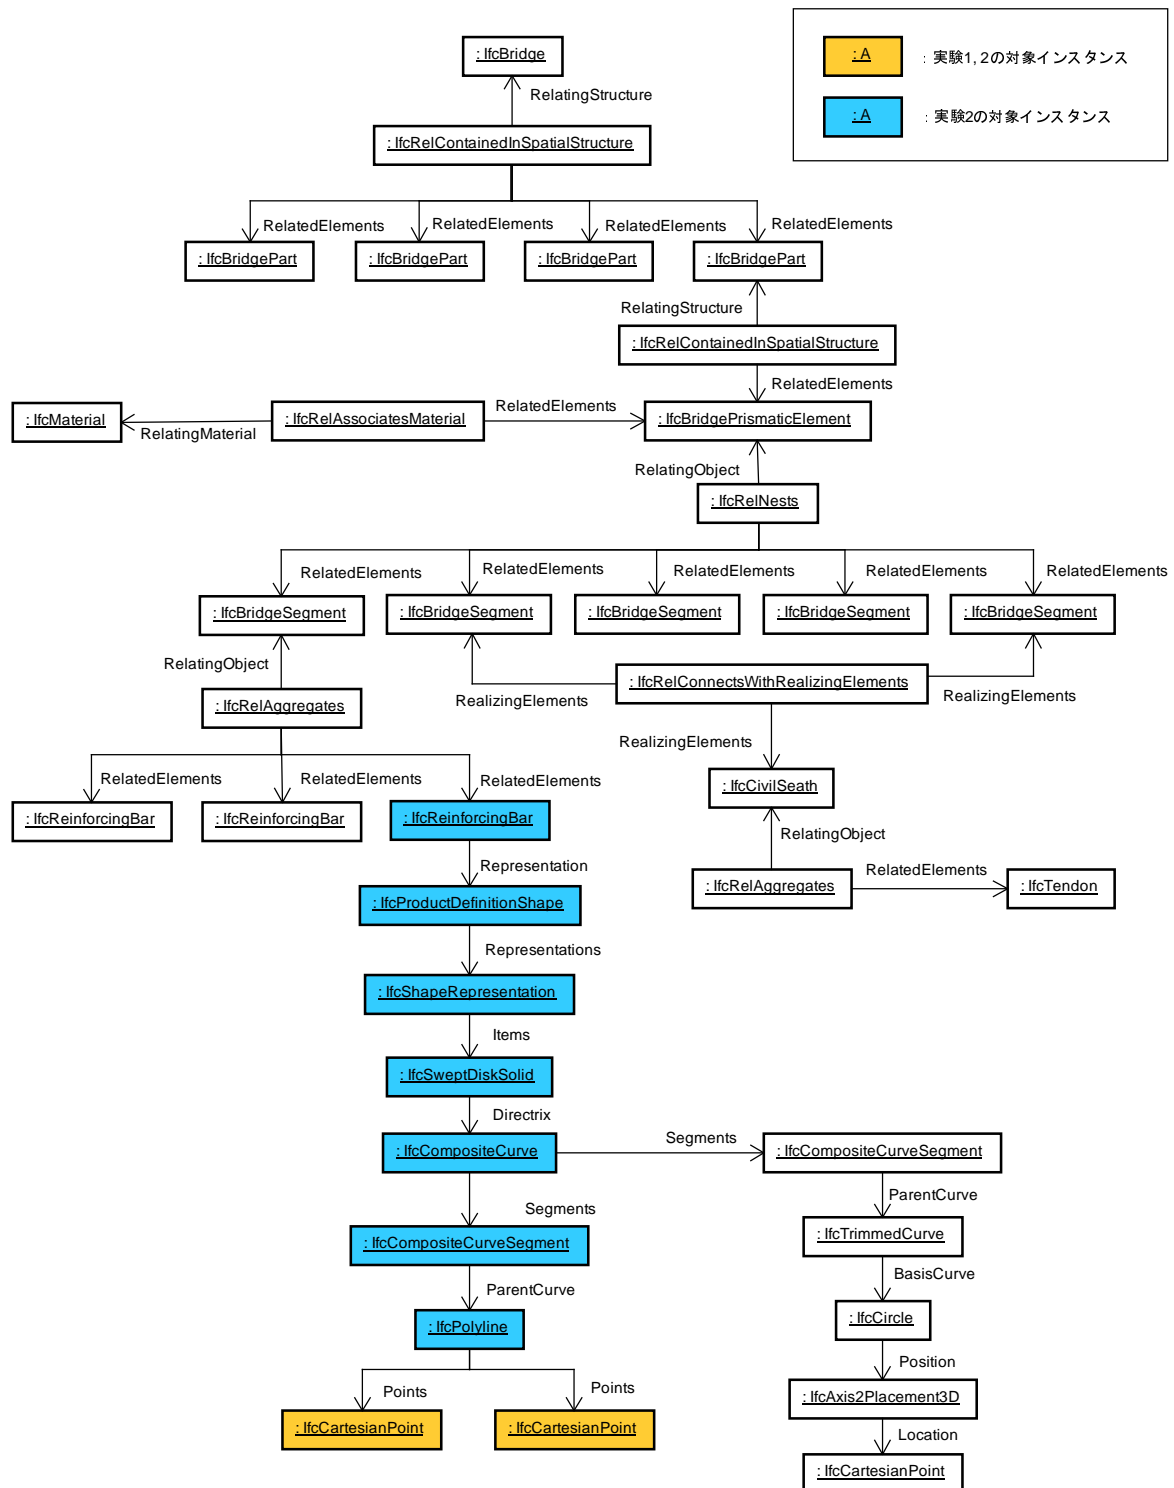 : A
: 実験1, 2の対象インスタンス
: A
: 実験2の対象インスタンス
: IfcBridge
RelatingStructure
: IfcRelContainedInSpatialStructure
RelatedElements
RelatedElements
RelatedElements
RelatedElements
: IfcBridgePart
: IfcBridgePart
: IfcBridgePart
: IfcBridgePart
RelatingStructure
: IfcRelContainedInSpatialStructure
RelatedElements
: IfcMaterial
RelatingMaterial
: IfcRelAssociatesMaterial
RelatedElements
: IfcBridgePrismaticElement
RelatingObject
: IfcRelNests
RelatedElements
RelatedElements
RelatedElements
RelatedElements
RelatedElements
: IfcBridgeSegment
: IfcBridgeSegment
: IfcBridgeSegment
: IfcBridgeSegment
: IfcBridgeSegment
RelatingObject
: IfcRelAggregates
RealizingElements
: IfcRelConnectsWithRealizingElements
RealizingElements
RealizingElements
RelatedElements
RelatedElements
RelatedElements
: IfcReinforcingBar
: IfcReinforcingBar
: IfcReinforcingBar
: IfcCivilSeath
RelatingObject
: IfcRelAggregates
RelatedElements
: IfcTendon
Representation
: IfcProductDefinitionShape
Representations
: IfcShapeRepresentation
Items
: IfcSweptDiskSolid
Directrix
: IfcCompositeCurve
Segments
: IfcCompositeCurveSegment
Segments
: IfcCompositeCurveSegment
ParentCurve
: IfcPolyline
Points
Points
: IfcCartesianPoint
: IfcCartesianPoint
ParentCurve
: IfcTrimmedCurve
BasisCurve
: IfcCircle
Position
: IfcAxis2Placement3D
Location
: IfcCartesianPoint